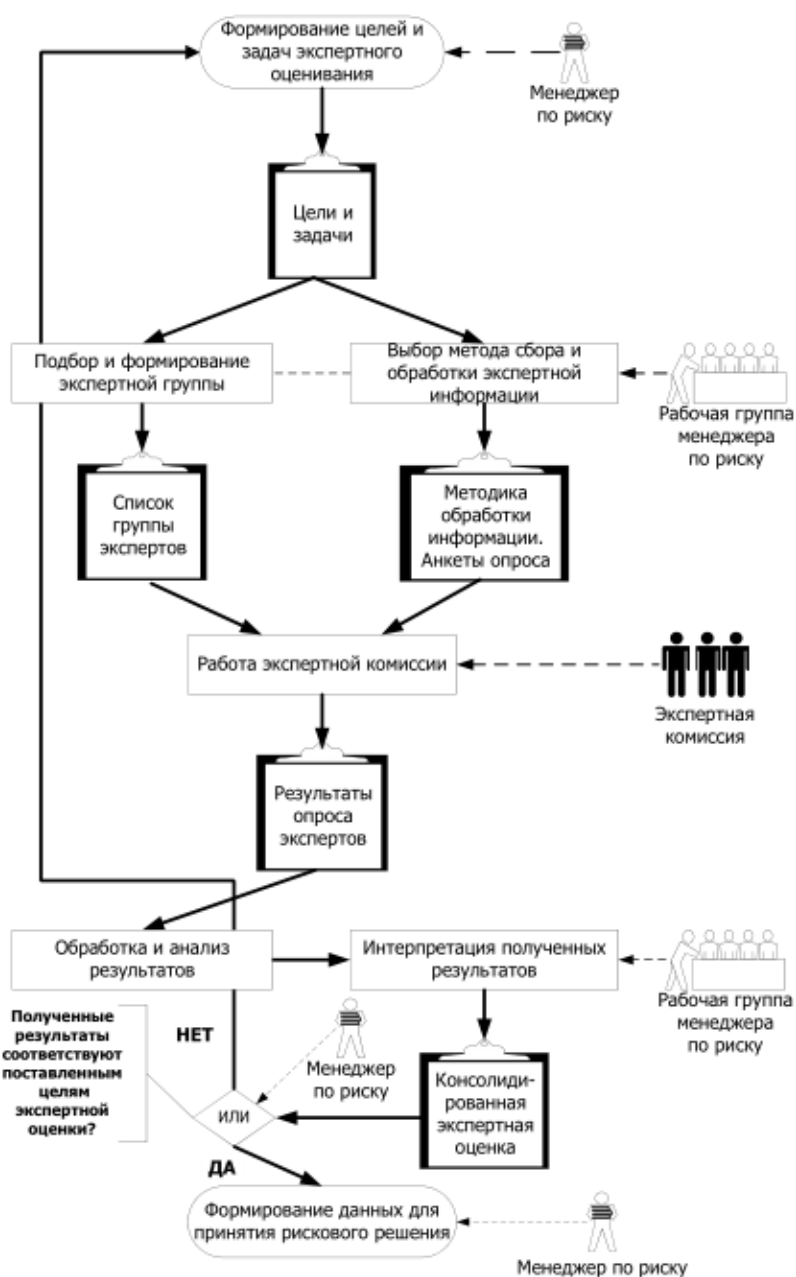 Формирование целей и
задач экспертного
оценивания
Менеджер
по риску
Цели и
задачи
Подбор и формирование
экспертной группы
Выбор метода сбора и
обработки экспертной
информации
Рабочая группа
менеджера
по риску
Список
группы
экспертов
Методика
обработки
информации.
Анкеты опроса
Работа экспертной комиссии
Экспертная
комиссия
Результаты
опроса
экспертов
Обработка и анализ
результатов
Интерпретация полученных
результатов
Рабочая группа
менеджера
по риску
Полученные
результаты
соответствуют
поставленным
целям
экспертной
оценки?
НЕТ
Менеджер
по риску
или
Консолиди-
рованная
экспертная
оценка
ДА
Формирование данных для
принятия рискового решения
Менеджер по риску